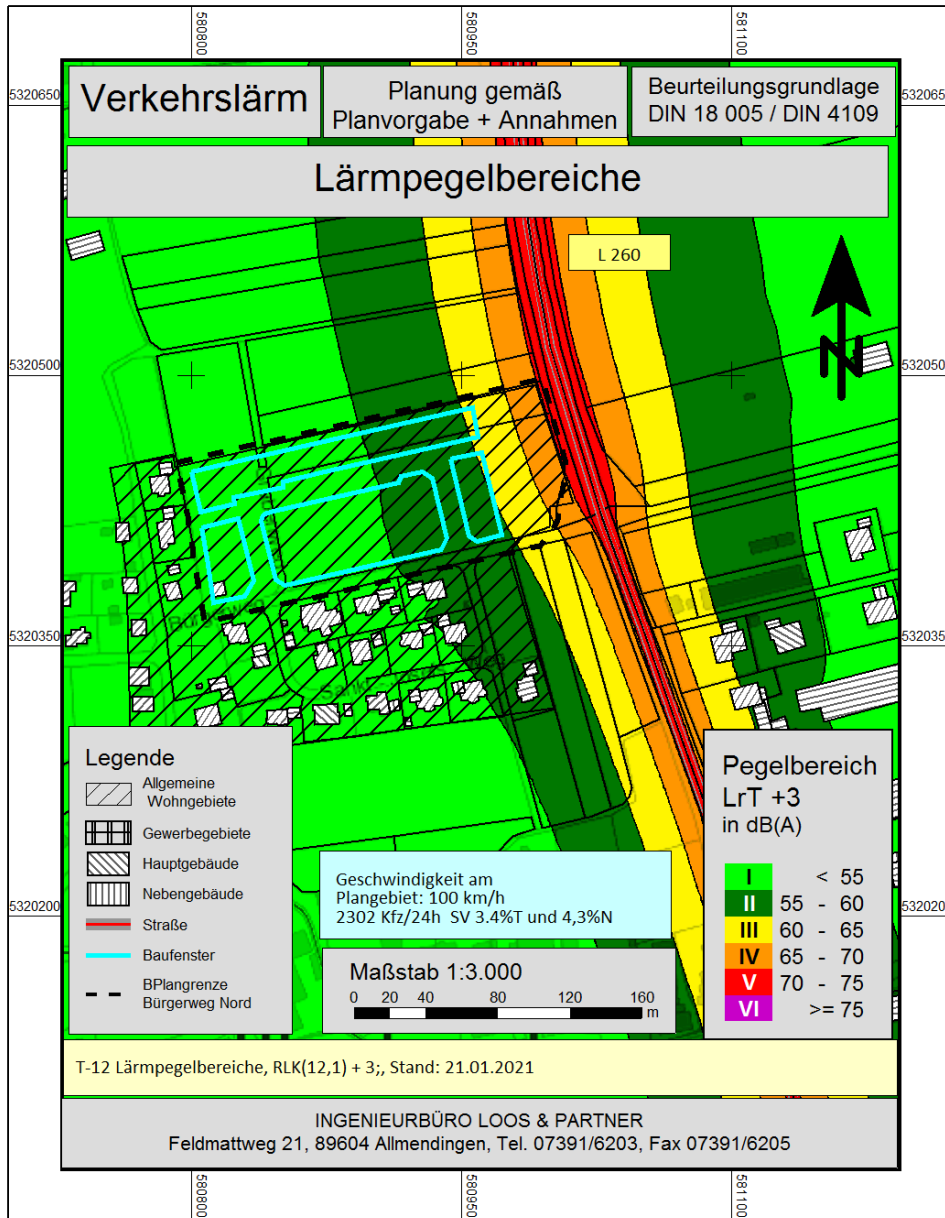 580800
580950
581100
Verkehrslärm
Planung gemäß
Planvorgabe + Annahmen
Beurteilungsgrundlage
DIN 18 005 / DIN 4109
5320650
532065
Lärmpegelbereiche
L 260
N
5320500
532050
5320350
532035
Legende
Allgemeine
Wohngebiete
Gewerbegebiete
Hauptgebäude
Nebengebäude
Straße
Baufenster
BPlangrenze
Bürgerweg Nord
Geschwindigkeit am
Plangebiet: 100 km/h
2302 Kfz/24h SV 3.4%T und 4,3%N
Maßstab 1:3.000
0 20 40 80 120 160
m
Pegelbereich
LrT +3
in dB(A)
I < 55
II 55 - 60
III 60 - 65
IV 65 - 70
V 70 - 75
VI >= 75
5320200
532020
T-12 Lärmpegelbereiche, RLK(12,1) + 3;, Stand: 21.01.2021
INGENIEURBÜRO LOOS & PARTNER
Feldmattweg 21, 89604 Allmendingen, Tel. 07391/6203, Fax 07391/6205
580800
580950
581100